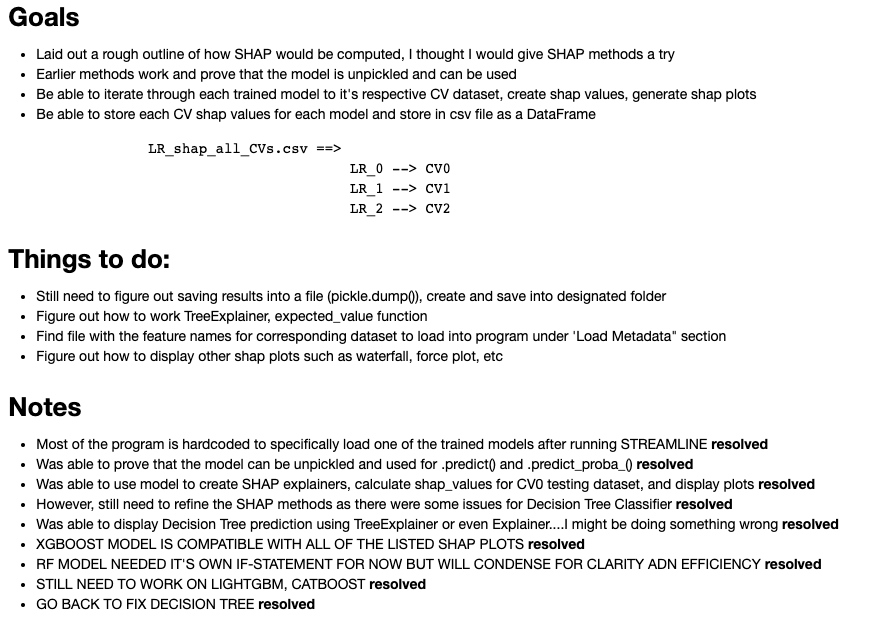 Goals
• Laid out a rough outline of how SHAP would be computed, I thought I would give SHAP methods a try
• Earlier methods work and prove that the model is unpickled and can be used
• Be able to iterate through each trained model to it's respective CV dataset, create shap values, generate shap plots
• Be able to store each CV shap values for each model and store in csv file as a DataFrame
LR_shap_all_CVs.csv ==>
LR_0 --> CV0
LR_1 --> CV1
LR_2 --> CV2
Things to do:
• Still need to figure out saving results into a file (pickle.dump()), create and save into designated folder
• Figure out how to work TreeExplainer, expected_value function
• Find file with the feature names for corresponding dataset to load into program under 'Load Metadata" section
• Figure out how to display other shap plots such as waterfall, force plot, etc
Notes
• Most of the program is hardcoded to specifically load one of the trained models after running STREAMLINE resolved
• Was able to prove that the model can be unpickled and used for .predict() and .predict_proba_() resolved
• Was able to use model to create SHAP explainers, calculate shap_values for CV0 testing dataset, and display plots resolved
• However, still need to refine the SHAP methods as there were some issues for Decision Tree Classifier resolved
• Was able to display Decision Tree prediction using TreeExplainer or even Explainer....I might be doing something wrong resolved
• XGBOOST MODEL IS COMPATIBLE WITH ALL OF THE LISTED SHAP PLOTS resolved
• RF MODEL NEEDED IT'S OWN IF-STATEMENT FOR NOW BUT WILL CONDENSE FOR CLARITY ADN EFFICIENCY resolved
• STILL NEED TO WORK ON LIGHTGBM, CATBOOST resolved
• GO BACK TO FIX DECISION TREE resolved